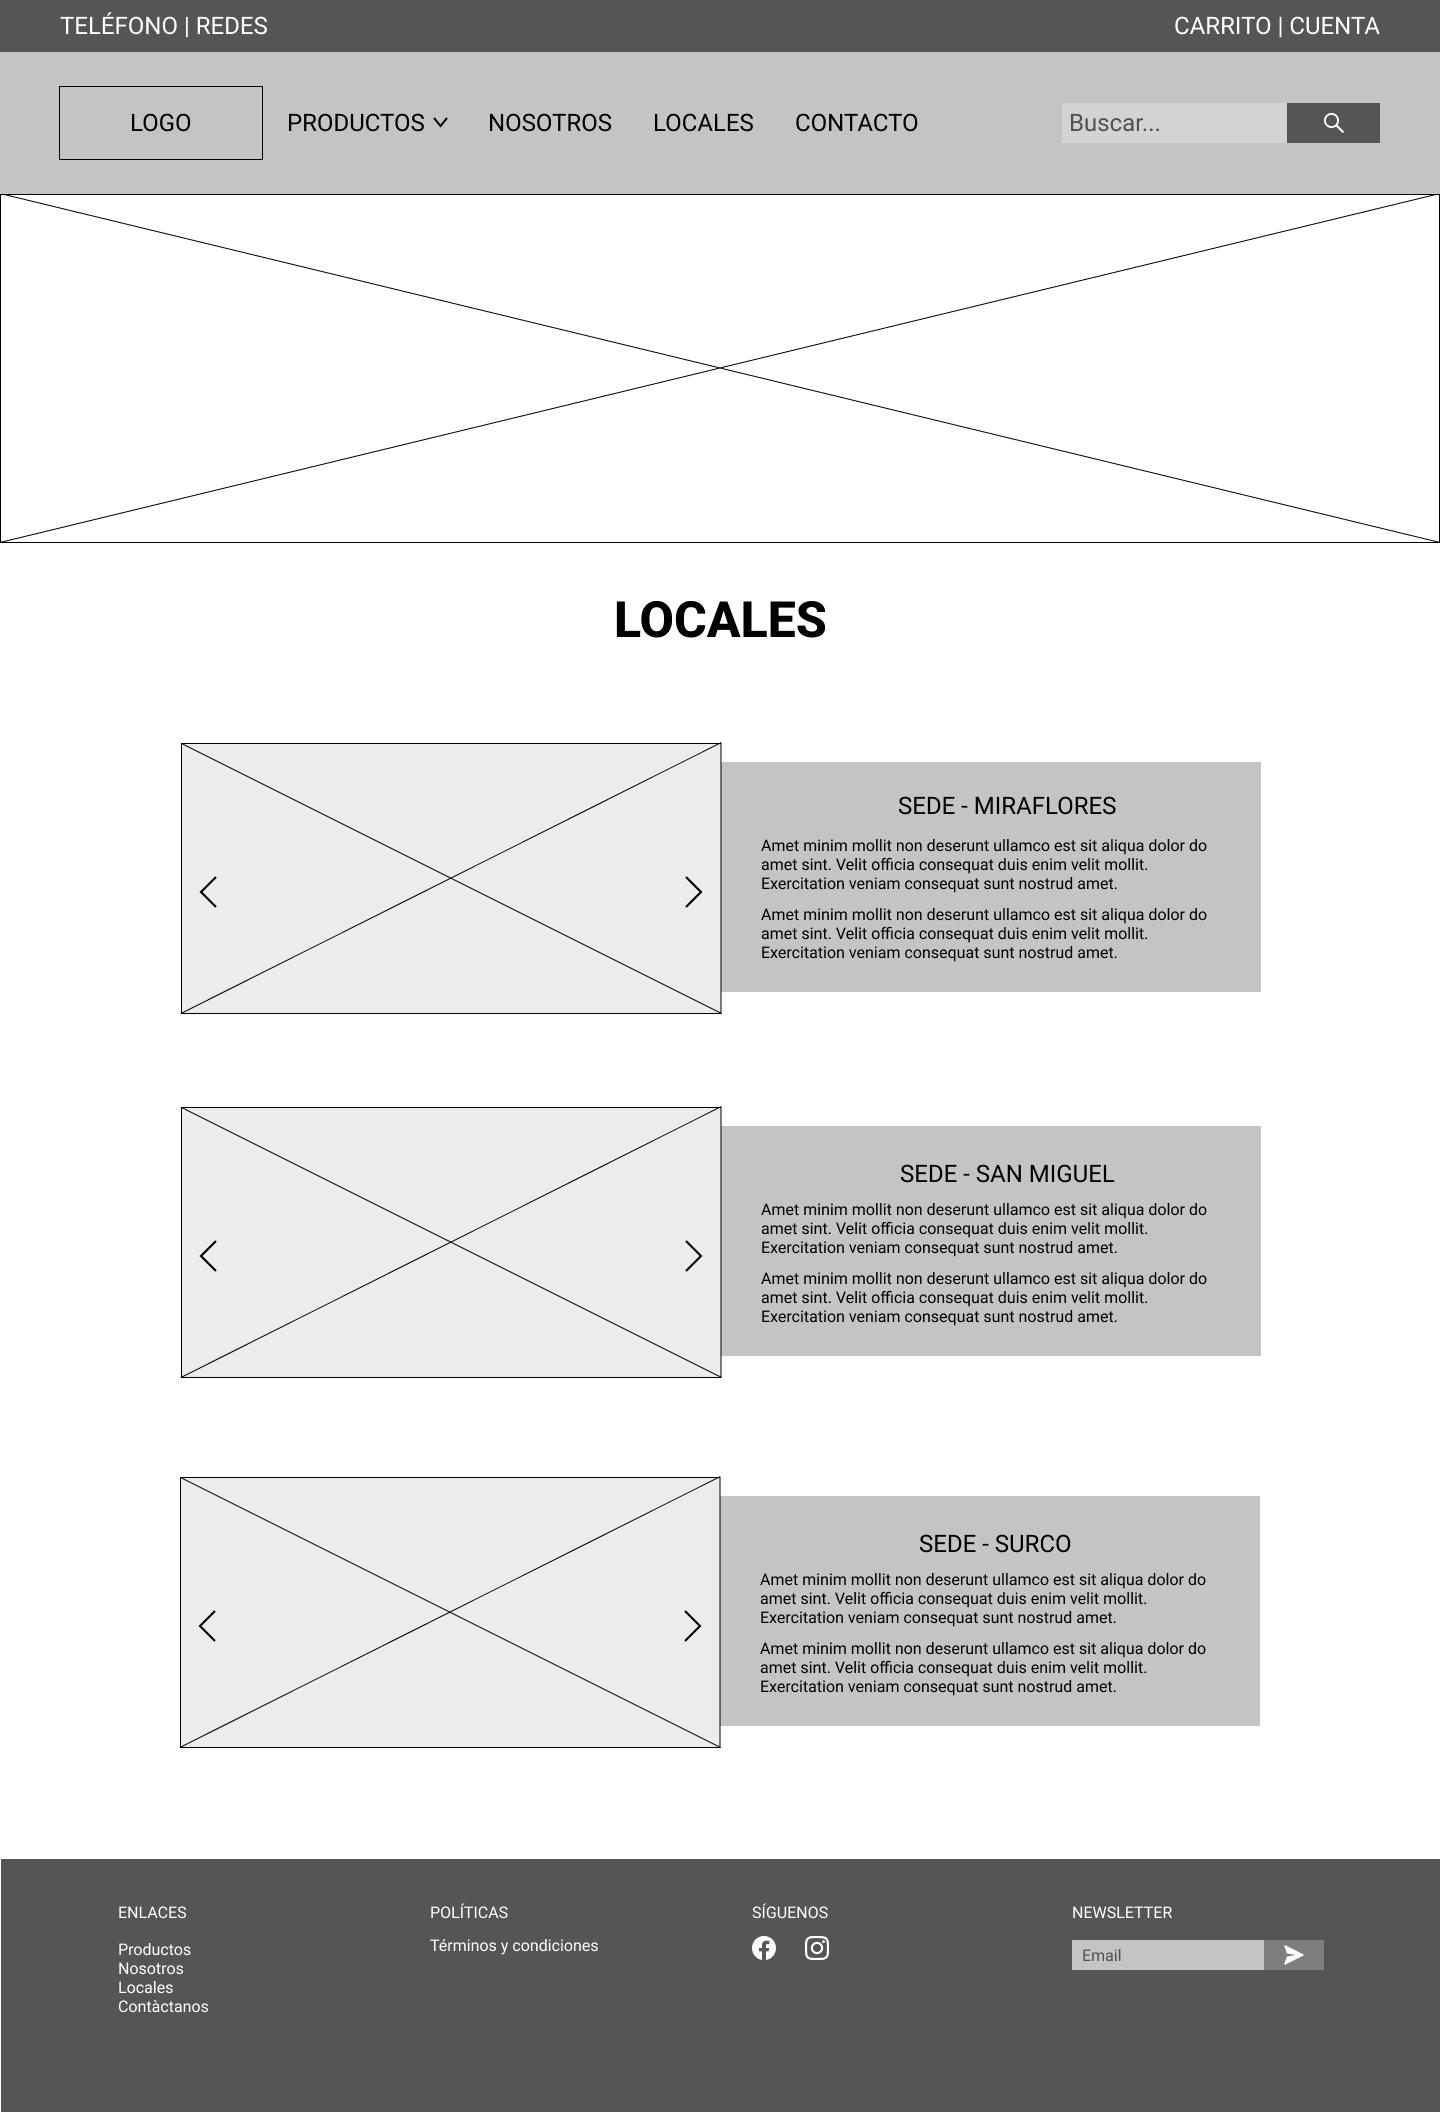 TELÉFONO | REDES
CARRITO | CUENTA
LOGO
PRODUCTOS
NOSOTROS
LOCALES
CONTACTO
Buscar...
LOCALES
SEDE - MIRAFLORES
Amet minim mollit non deserunt ullamco est sit aliqua dolor do
amet sint. Velit officia consequat duis enim velit mollit.
Exercitation veniam consequat sunt nostrud amet.
Amet minim mollit non deserunt ullamco est sit aliqua dolor do
amet sint. Velit officia consequat duis enim velit mollit.
Exercitation veniam consequat sunt nostrud amet.
SEDE - SAN MIGUEL
Amet minim mollit non deserunt ullamco est sit aliqua dolor do
amet sint. Velit officia consequat duis enim velit mollit.
Exercitation veniam consequat sunt nostrud amet.
Amet minim mollit non deserunt ullamco est sit aliqua dolor do
amet sint. Velit officia consequat duis enim velit mollit.
Exercitation veniam consequat sunt nostrud amet.
SEDE - SURCO
Amet minim mollit non deserunt ullamco est sit aliqua dolor do
amet sint. Velit officia consequat duis enim velit mollit.
Exercitation veniam consequat sunt nostrud amet.
Amet minim mollit non deserunt ullamco est sit aliqua dolor do
amet sint. Velit officia consequat duis enim velit mollit.
Exercitation veniam consequat sunt nostrud amet.
ENLACES
Productos
Nosotros
Locales
Contàctanos
POLÍTICAS
Términos y condiciones
SÍGUENOS
NEWSLETTER
Email